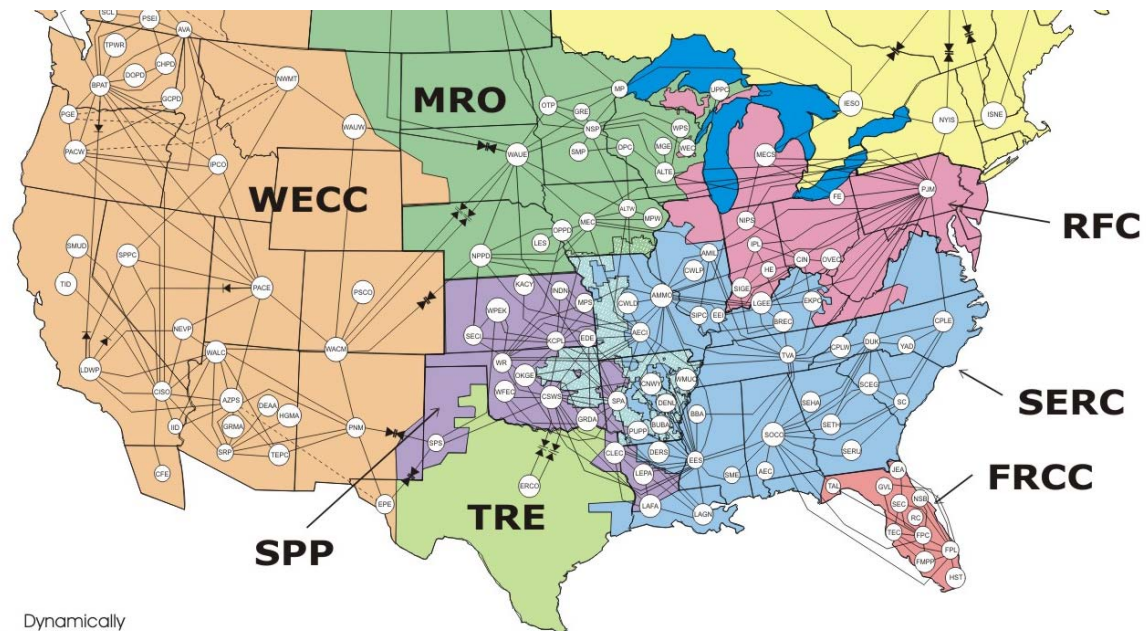 SCL
PSEI
AVA
TPWR
CHPD
DOPD
BPAT
GCPD
NWMT
PGE
PACW
IPCO
WAUW
MRO
OTP
GRE
MP
UPPC
NSP
SMP
DPC
WPS
MGE
WEC
ALTE
WAUE
IESO
NYIS
ISNE
MECS
WECC
PJM
FE
RFC
SMUD
SPPC
TID
PACE
PSCO
NPPD
LES
OPPD
MEC
ALTW
MPW
NIPS
IPL
CIN
OVEC
HE
SIGE
AMIL
CWLP
KACY
INDN
MPS
CWLD
AMMO
SIPC
EEI
LGEE
EKPC
BREC
NEVP
WALC
WACM
WPEK
SECI
KCPL
EDE
AECI
TVA
CPLW
DUK
YAD
CPLE
LDWP
CISO
WR
OKGE
WFEC
CSWS
SPA
CNWY
WMUC
DENL
PUPP
BUBA
BBA
SEHA
SCEG
SC
SERC
AZPS
DEAA
HGMA
GRMA
IID
SRP
TEPC
PNM
SPS
GRDA
CLEC
DERS
EES
SOCO
SETH
SERU
CFE
EPE
ERCO
LEPA
LAFA
LAGN
SME
AEC
TAL
JEA
GVL
NSB
SEC
RC
TEC
FPC
FPL
FMPP
HST
FRCC
TRE
SPP
Dynamically